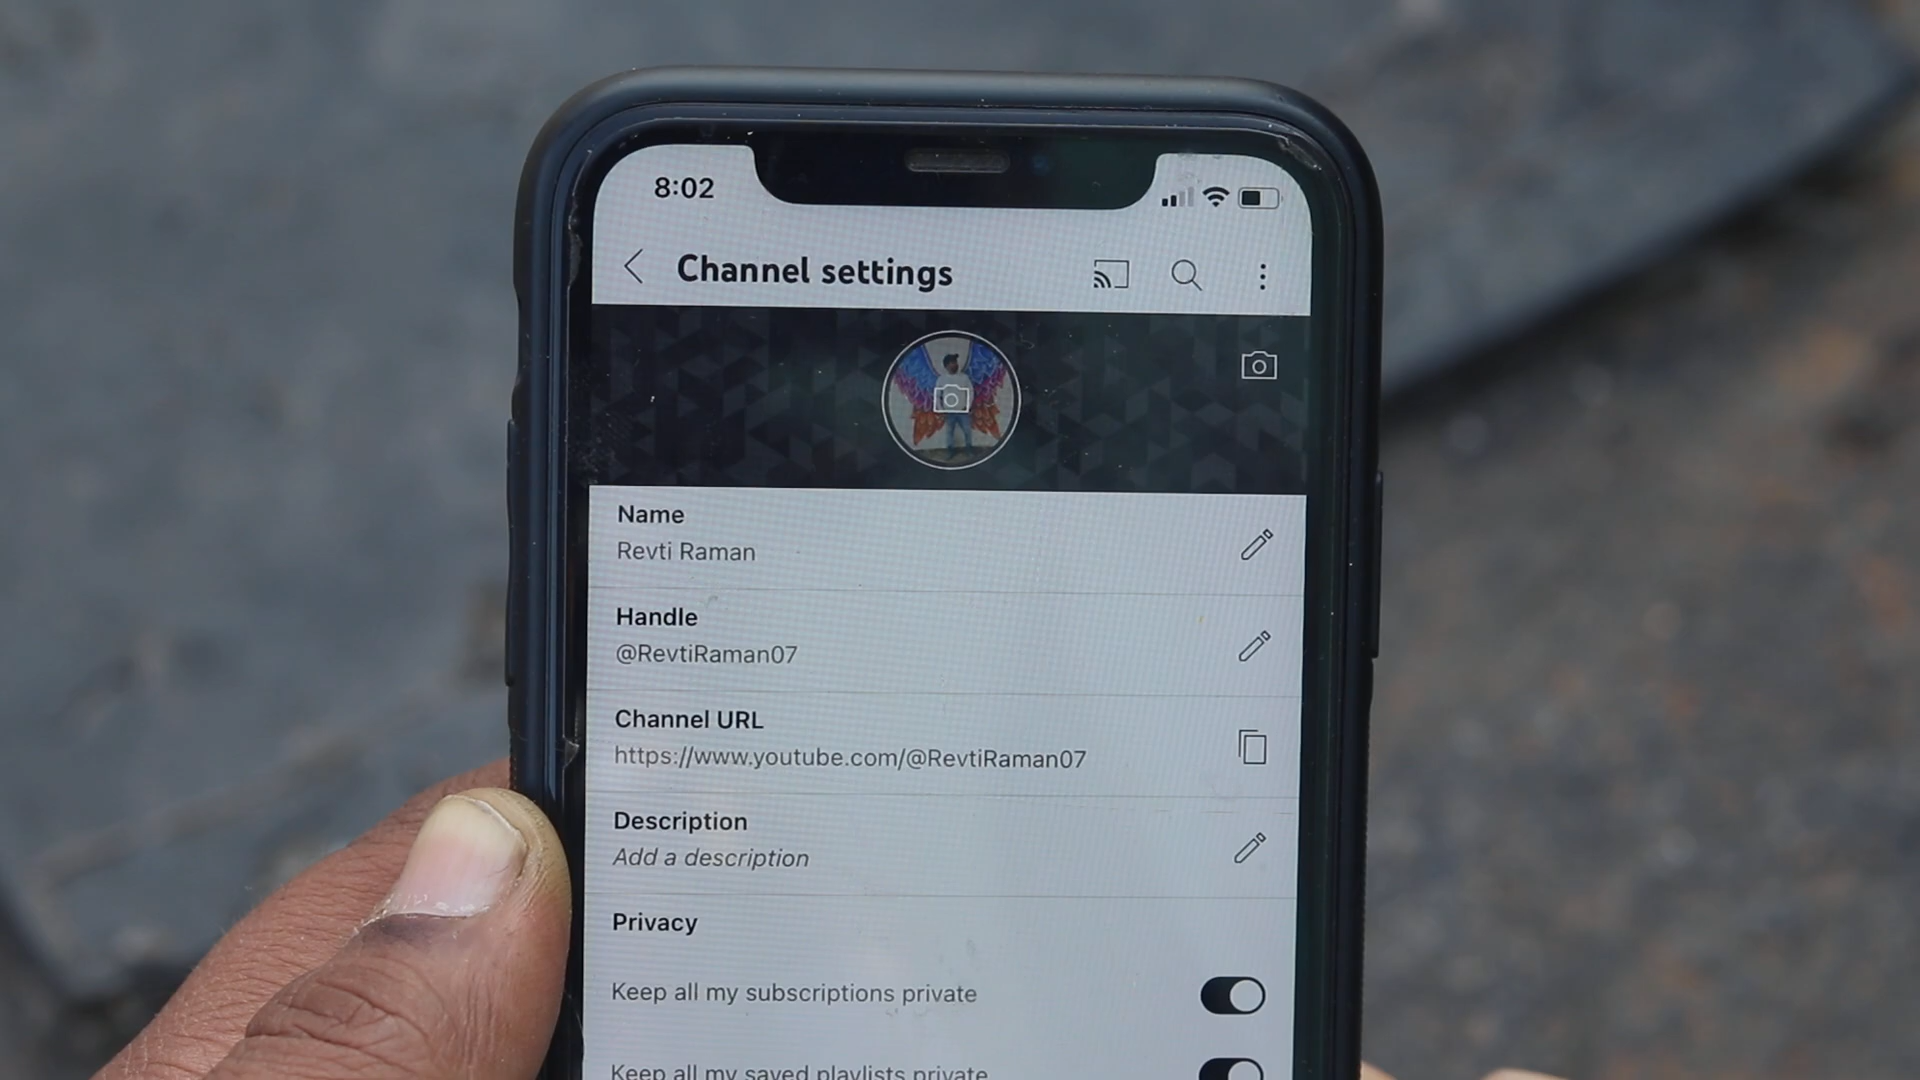 8:02
Channel settings
Name
Revti Raman
Handle
@RevtiRaman07
Channel URL
https://www.youtube.com/@RevtiRaman07
Description
Add a description
Privacy
Keep all my subscriptions private
Keep all my saved playlists private